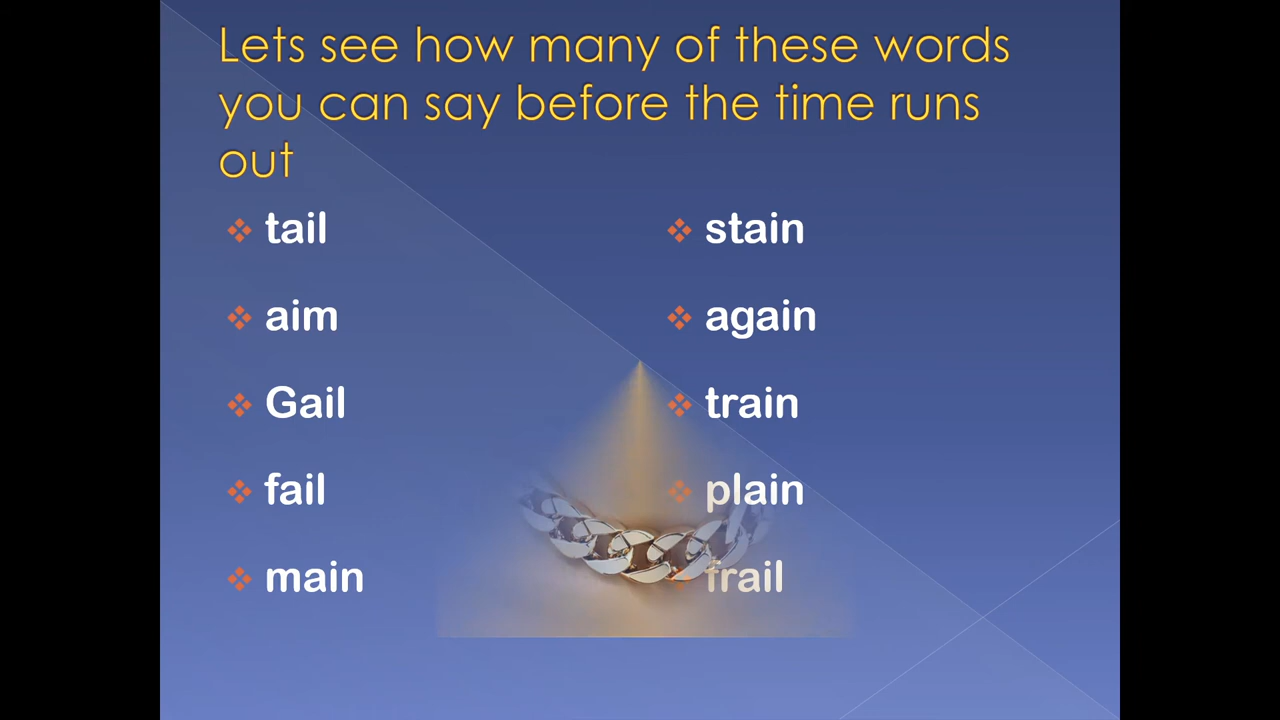 Lets see how many of these words
you can say before the time runs
out
tail
aim
Gail
fail
main
stain
again
train
plain
frail